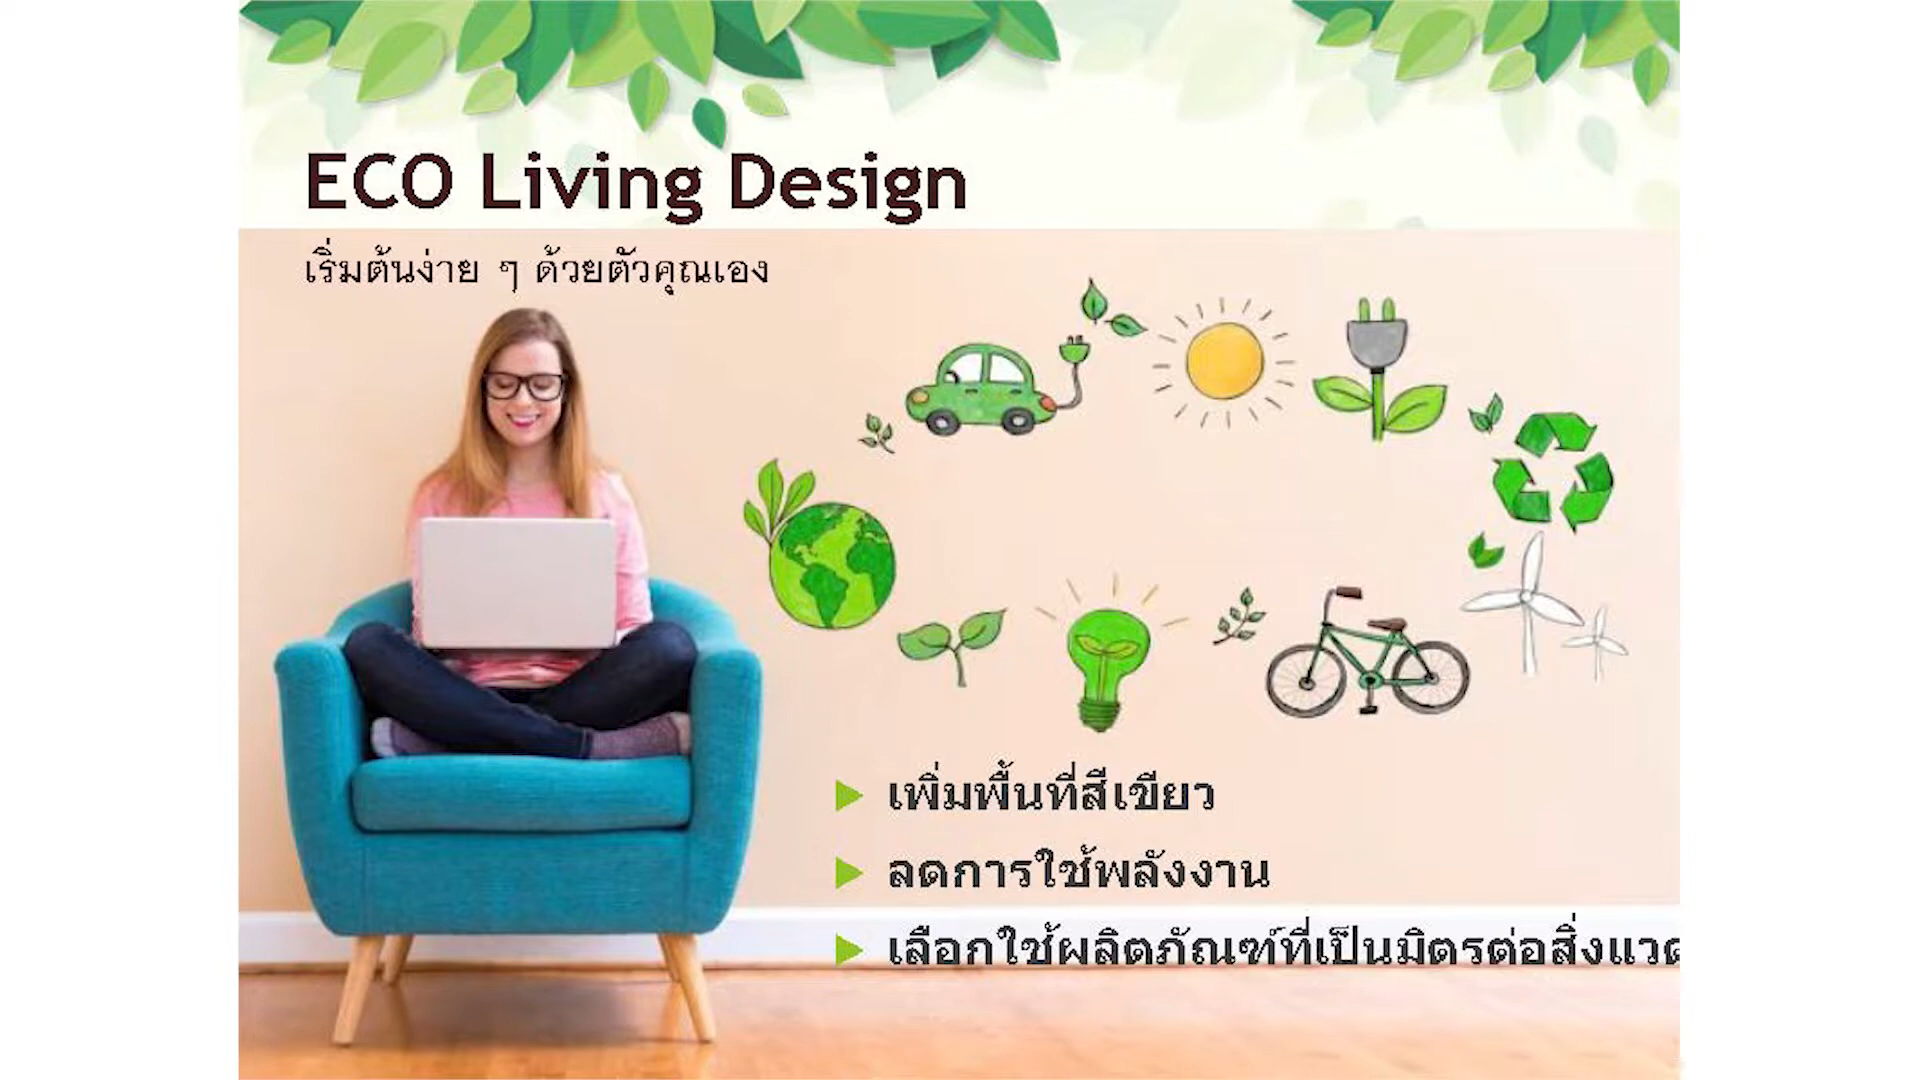 ECO Living Design
เริ่มต้นง่าย ๆ ด้วยตัวคุณเอง
เพิ่มพื้นที่สีเขียว
ลดการใช้พลังงาน
เลือกใช้ผลิตภัณฑ์ที่เป็นมิตรต่อสิ่งแว